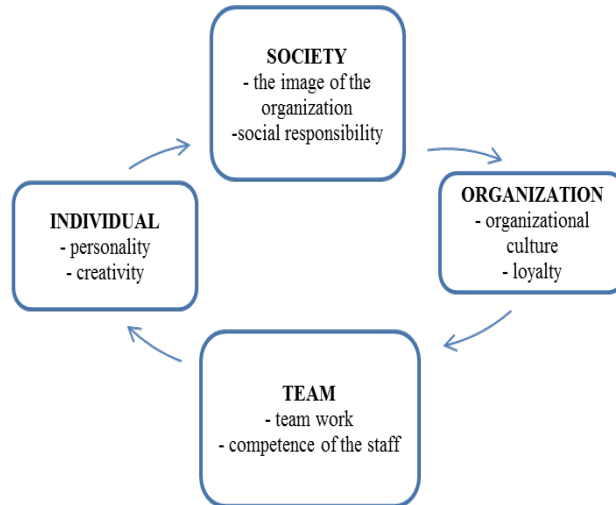 SOCIETY
- the image of the
organization
-social responsibility
ORGANIZATION
- organizational
culture
- loyalty
TEAM
- team work
- competence of the staff
INDIVIDUAL
- personality
- creativity